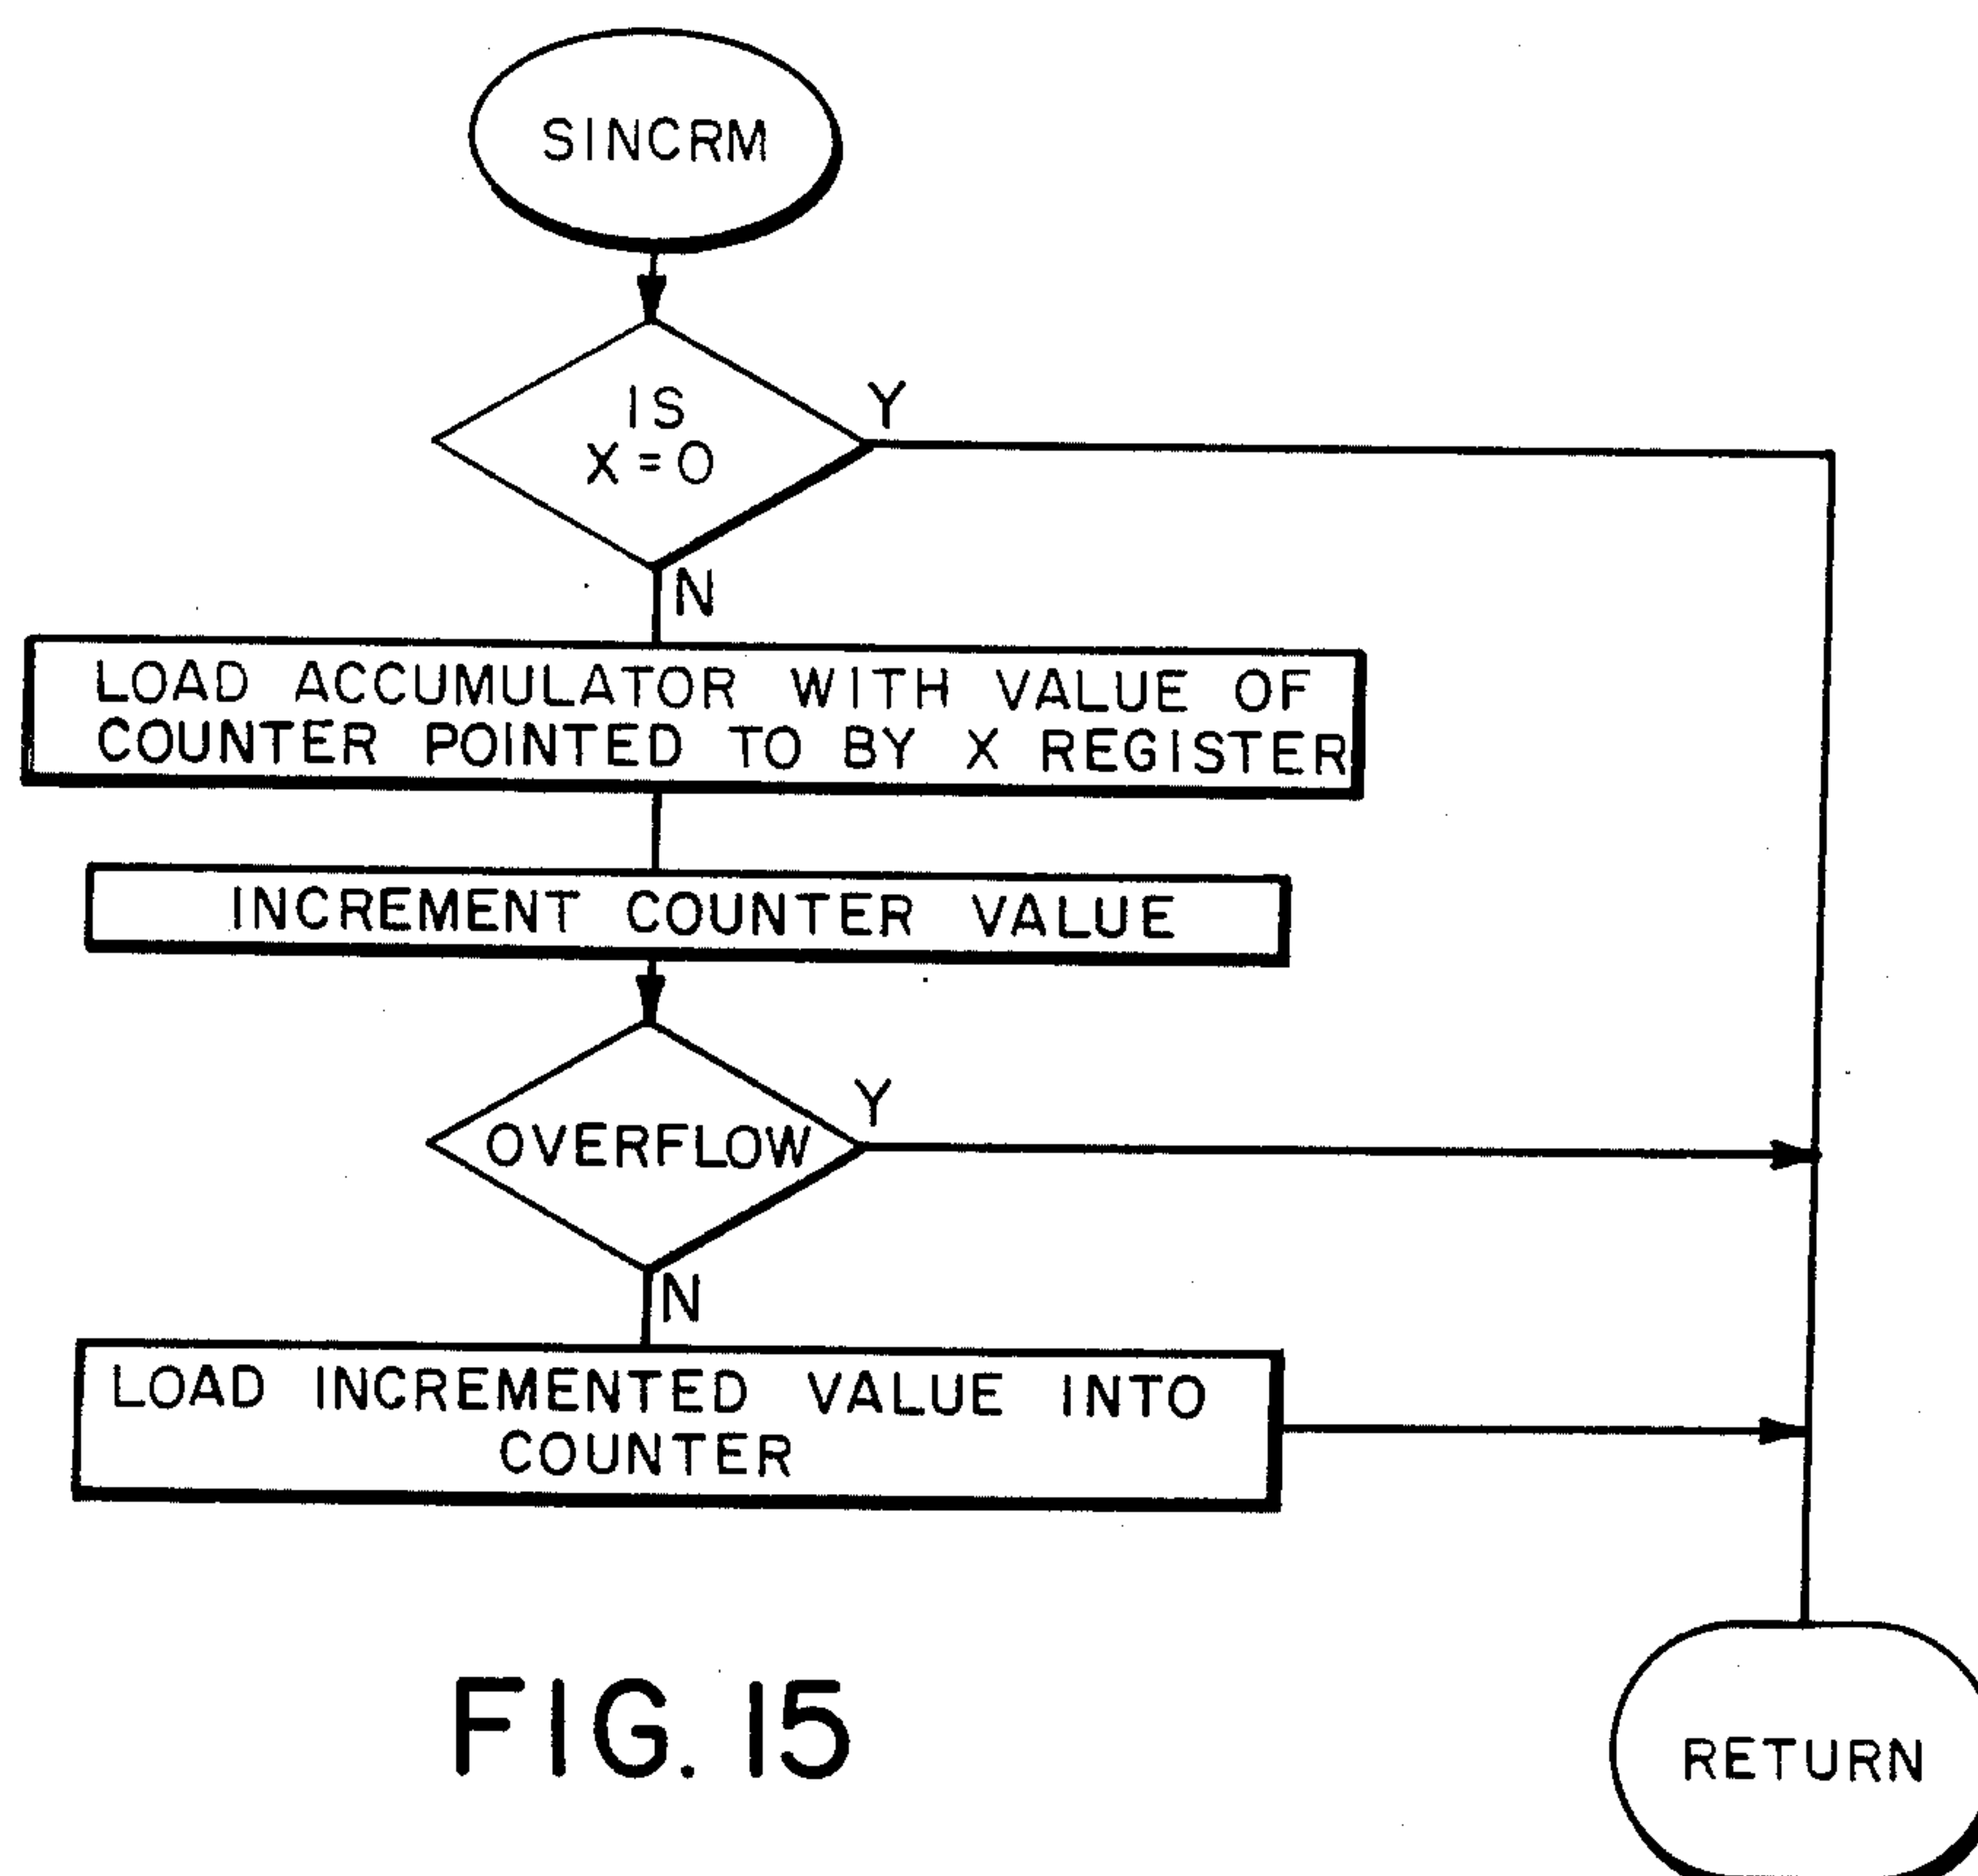 SINCRM
IS
X = 0
Y
N
LOAD ACCUMULATOR WITH VALUE OF
COUNTER POINTED TO BY X REGISTER
INCREMENT COUNTER VALUE
OVERFLOW
Y
N
LOAD INCREMENTED VALUE INTO
COUNTER
RETURN
FIG. 15